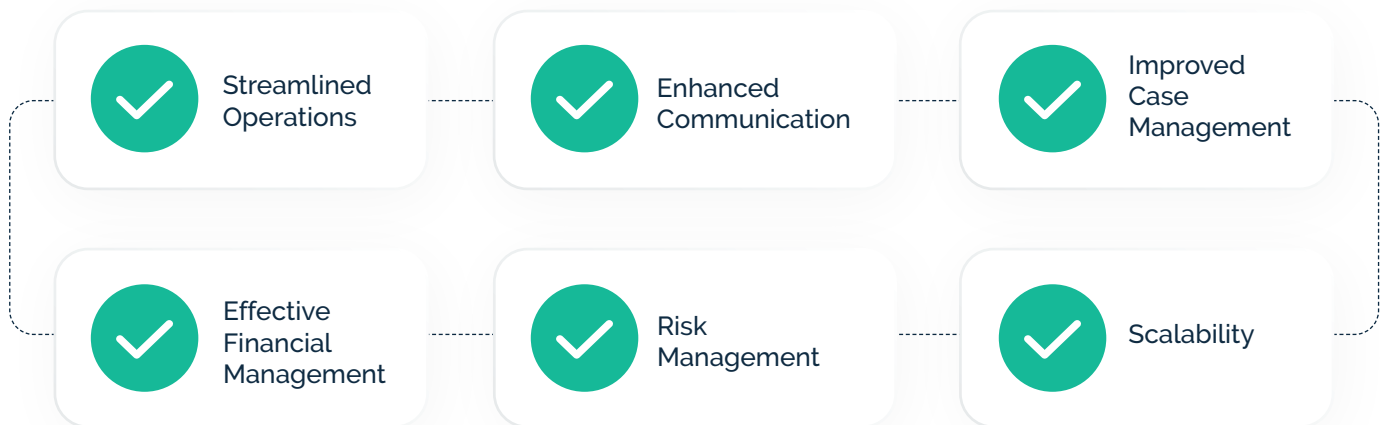 Streamlined
Operations
Enhanced
Communication
Improved
Case
Management
Effective
Financial
Management
Risk
Management
Scalability